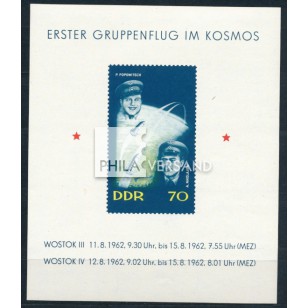 ERSTER GRUPPENFLUG IM KOSMOS
P. POPOWITSCH
PHILA VERSAND
DDR 70
WOSTOK III 11.8.1962, 9.30 Uhr, bis 15.8.1962, 7.55 Uhr (MEZ)
WOSTOK IV 12.8.1962, 9.02 Uhr, bis 15.8.1962, 8.01 Uhr (MEZ)